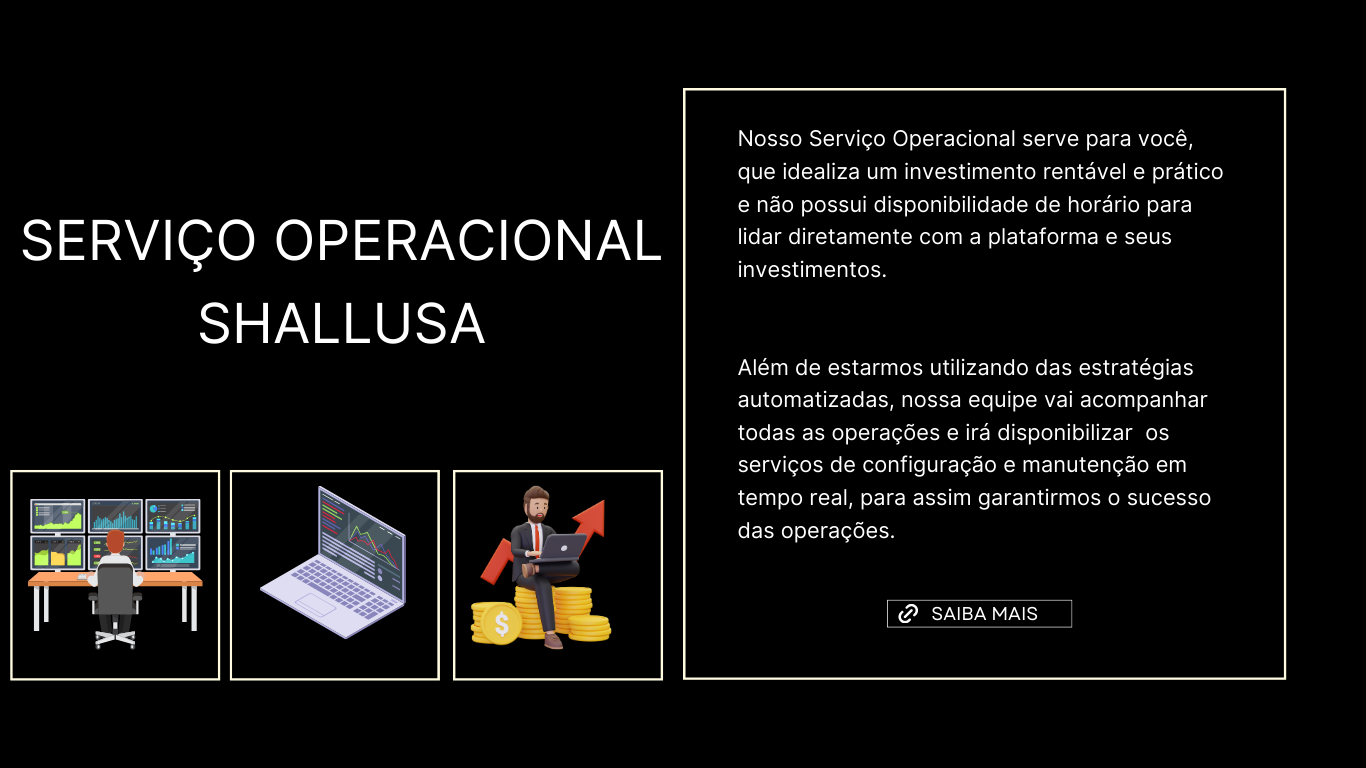 SERVIÇO OPERACIONAL
SHALLUSA
Nosso Serviço Operacional serve para você,
que idealiza um investimento rentável e prático
e não possui disponibilidade de horário para
lidar diretamente com a plataforma e seus
investimentos.
Além de estarmos utilizando das estratégias
automatizadas, nossa equipe vai acompanhar
todas as operações e irá disponibilizar  os
serviços de configuração e manutenção em
tempo real, para assim garantirmos o sucesso
das operações.
SAIBA MAIS
$